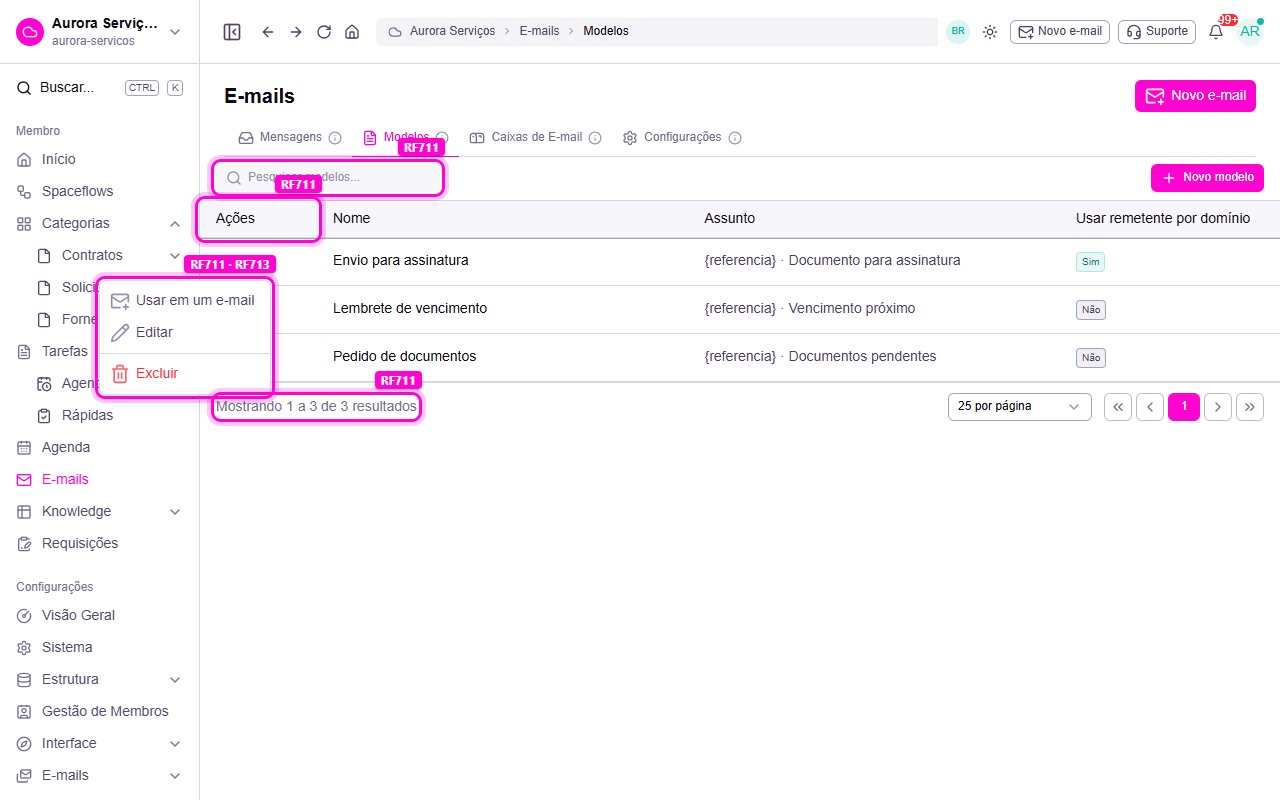 Aurora Serviç...
aurora-servicos
Buscar...
CTRL
K
Membro
Início
Spaceflows
Categorias
Contratos
Tarefas
Rápidas
Agenda
E-mails
Knowledge
Requisições
Configurações
Visão Geral
Sistema
Estrutura
Gestão de Membros
Interface
E-mails
Aurora Serviços
E-mails
Modelos
BR
Novo e-mail
Suporte
99+
AR
E-mails
Novo e-mail
Mensagens
Modelos
Caixas de E-mail
Configurações
RF711
Pesquisar modelos...
RF711
Novo modelo
Ações
Nome
Assunto
Usar remetente por domínio
RF711 - RF713
Usar em um e-mail
Editar
Excluir
Envio para assinatura
{referencia} · Documento para assinatura
Sim
Lembrete de vencimento
{referencia} · Vencimento próximo
Não
Pedido de documentos
{referencia} · Documentos pendentes
Não
RF711
Mostrando 1 a 3 de 3 resultados
25 por página
1